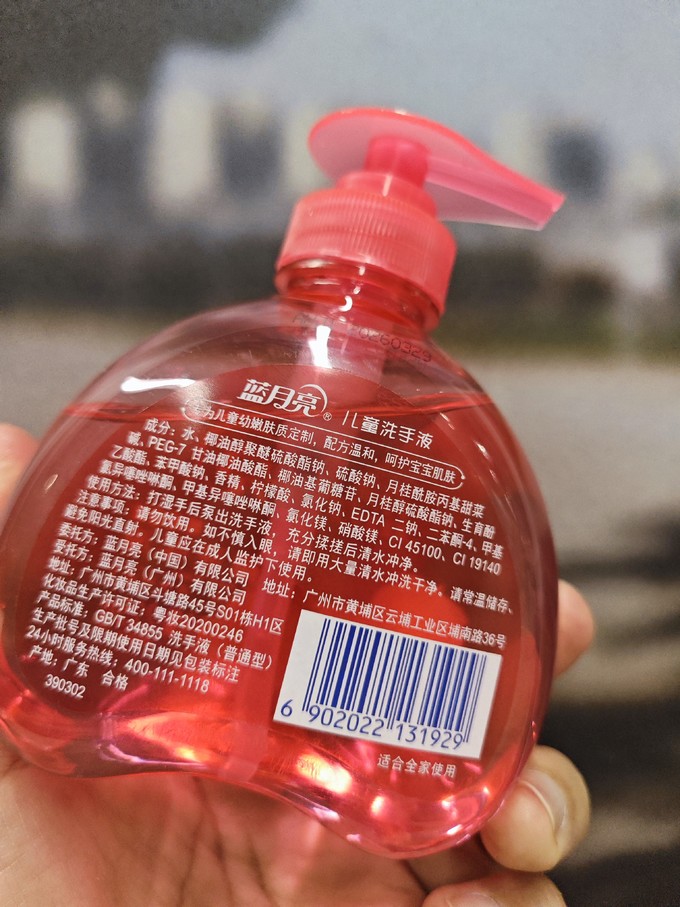 20260329
蓝月亮® 儿童洗手液
专为儿童幼嫩肤质定制，配方温和，呵护宝宝肌肤
成分：水、椰油醇聚醚硫酸酯钠、硫酸钠、月桂酰胺丙基甜菜
碱、PEG-7 甘油椰油酸酯、椰油基葡糖苷、月桂醇硫酸酯钠、生育酚
乙酸酯、苯甲酸钠、香精、柠檬酸、氯化钠、EDTA 二钠、二苯酮-4、甲基
氯异噻唑啉酮、甲基异噻唑啉酮、氯化镁、硝酸镁、CI 45100、CI 19140
使用方法：打湿手后泵出洗手液，充分揉搓后清水冲净。
注意事项：请勿饮用。如不慎入眼，请即用大量清水冲洗干净。请常温储存，
避免阳光直射。儿童应在成人监护下使用。
委托方：蓝月亮（中国）有限公司
受托方：蓝月亮（广州）有限公司 地址：广州市黄埔区云埔工业区埔南路36号
地址：广州市黄埔区斗塘路45号S01栋H1区
化妆品生产许可证：粤妆20200246
产品标准：GB/T 34855 洗手液（普通型）
生产批号及限期使用日期见包装标注
24小时服务热线：400-111-1118
产地：广东 合格
390302
6 902022 131929
适合全家使用